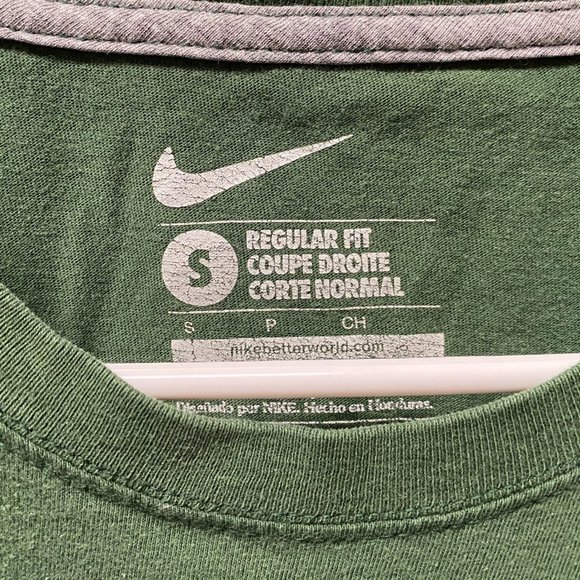 S
REGULAR FIT
COUPE DROITE
CORTE NORMAL
S P CH
nikebetterworld.com
Diseñado por NIKE. Hecho en Honduras.